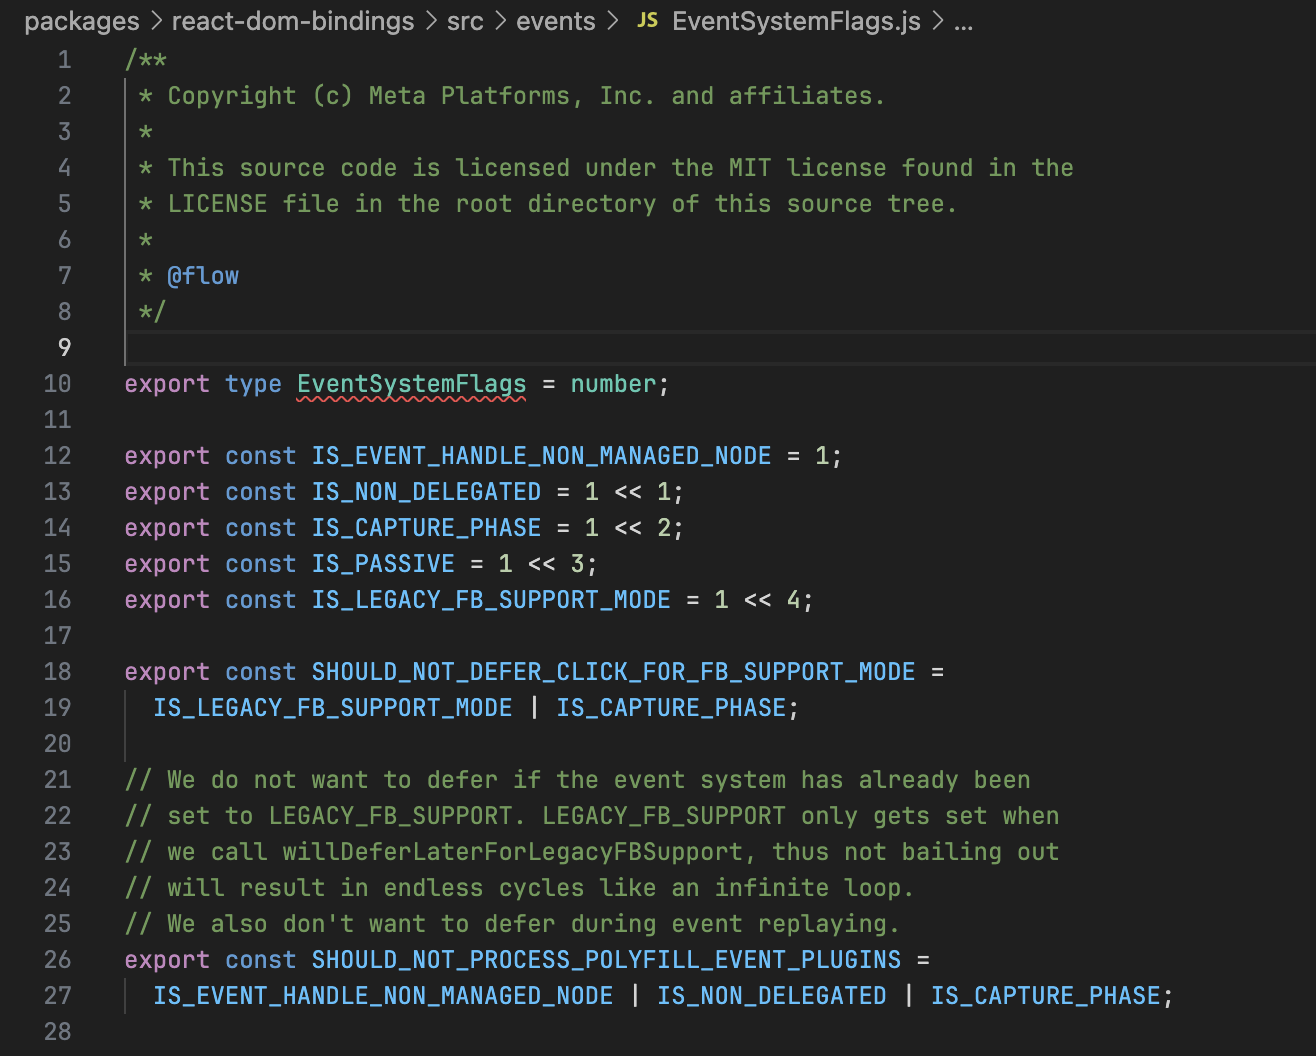 packages > react-dom-bindings > src > events > JS EventSystemFlags.js > ...
1 /**
2  * Copyright (c) Meta Platforms, Inc. and affiliates.
3  *
4  * This source code is licensed under the MIT license found in the
5  * LICENSE file in the root directory of this source tree.
6  *
7  * @flow
8  */
9
10 export type EventSystemFlags = number;
11
12 export const IS_EVENT_HANDLE_NON_MANAGED_NODE = 1;
13 export const IS_NON_DELEGATED = 1 << 1;
14 export const IS_CAPTURE_PHASE = 1 << 2;
15 export const IS_PASSIVE = 1 << 3;
16 export const IS_LEGACY_FB_SUPPORT_MODE = 1 << 4;
17
18 export const SHOULD_NOT_DEFER_CLICK_FOR_FB_SUPPORT_MODE =
19   IS_LEGACY_FB_SUPPORT_MODE | IS_CAPTURE_PHASE;
20
21 // We do not want to defer if the event system has already been
22 // set to LEGACY_FB_SUPPORT. LEGACY_FB_SUPPORT only gets set when
23 // we call willDeferLaterForLegacyFBSupport, thus not bailing out
24 // will result in endless cycles like an infinite loop.
25 // We also don't want to defer during event replaying.
26 export const SHOULD_NOT_PROCESS_POLYFILL_EVENT_PLUGINS =
27   IS_EVENT_HANDLE_NON_MANAGED_NODE | IS_NON_DELEGATED | IS_CAPTURE_PHASE;
28